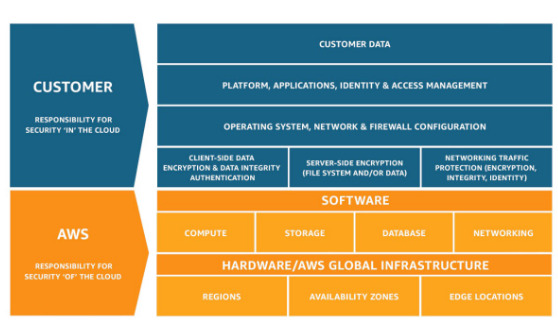 CUSTOMER
RESPONSIBILITY FOR
SECURITY 'IN' THE CLOUD
CUSTOMER DATA
PLATFORM, APPLICATIONS, IDENTITY & ACCESS MANAGEMENT
OPERATING SYSTEM, NETWORK & FIREWALL CONFIGURATION
CLIENT-SIDE DATA
ENCRYPTION & DATA INTEGRITY
AUTHENTICATION
SERVER-SIDE ENCRYPTION
(FILE SYSTEM AND/OR DATA)
NETWORKING TRAFFIC
PROTECTION (ENCRYPTION,
INTEGRITY, IDENTITY)
AWS
RESPONSIBILITY FOR
SECURITY 'OF' THE CLOUD
SOFTWARE
COMPUTE
STORAGE
DATABASE
NETWORKING
HARDWARE/AWS GLOBAL INFRASTRUCTURE
REGIONS
AVAILABILITY ZONES
EDGE LOCATIONS